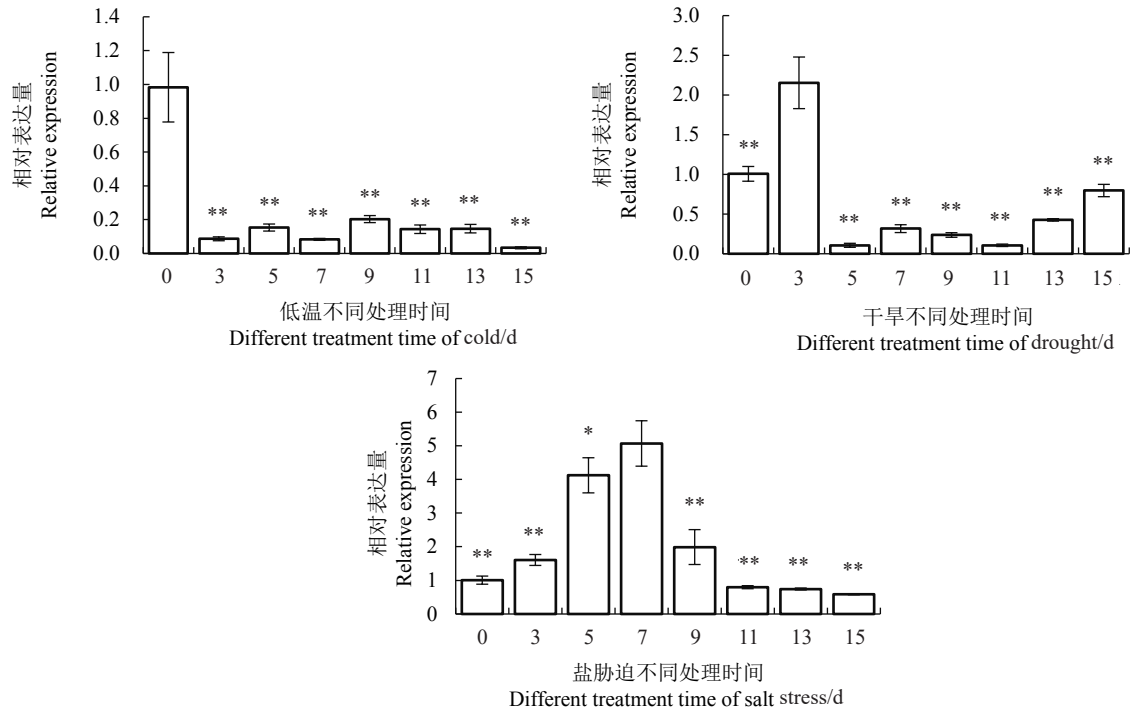 1.4
1.2
1.0
0.8
0.6
0.4
0.2
0.0
相对表达量
Relative expression
** ** ** ** ** ** **
0 3 5 7 9 11 13 15
低温不同处理时间
Different treatment time of cold/d
3.0
2.5
2.0
1.5
1.0
0.5
0.0
相对表达量
Relative expression
** ** ** ** ** ** **
0 3 5 7 9 11 13 15
干旱不同处理时间
Different treatment time of drought/d
7
6
5
4
3
2
1
0
相对表达量
Relative expression
** ** * ** ** ** **
0 3 5 7 9 11 13 15
盐胁迫不同处理时间
Different treatment time of salt stress/d